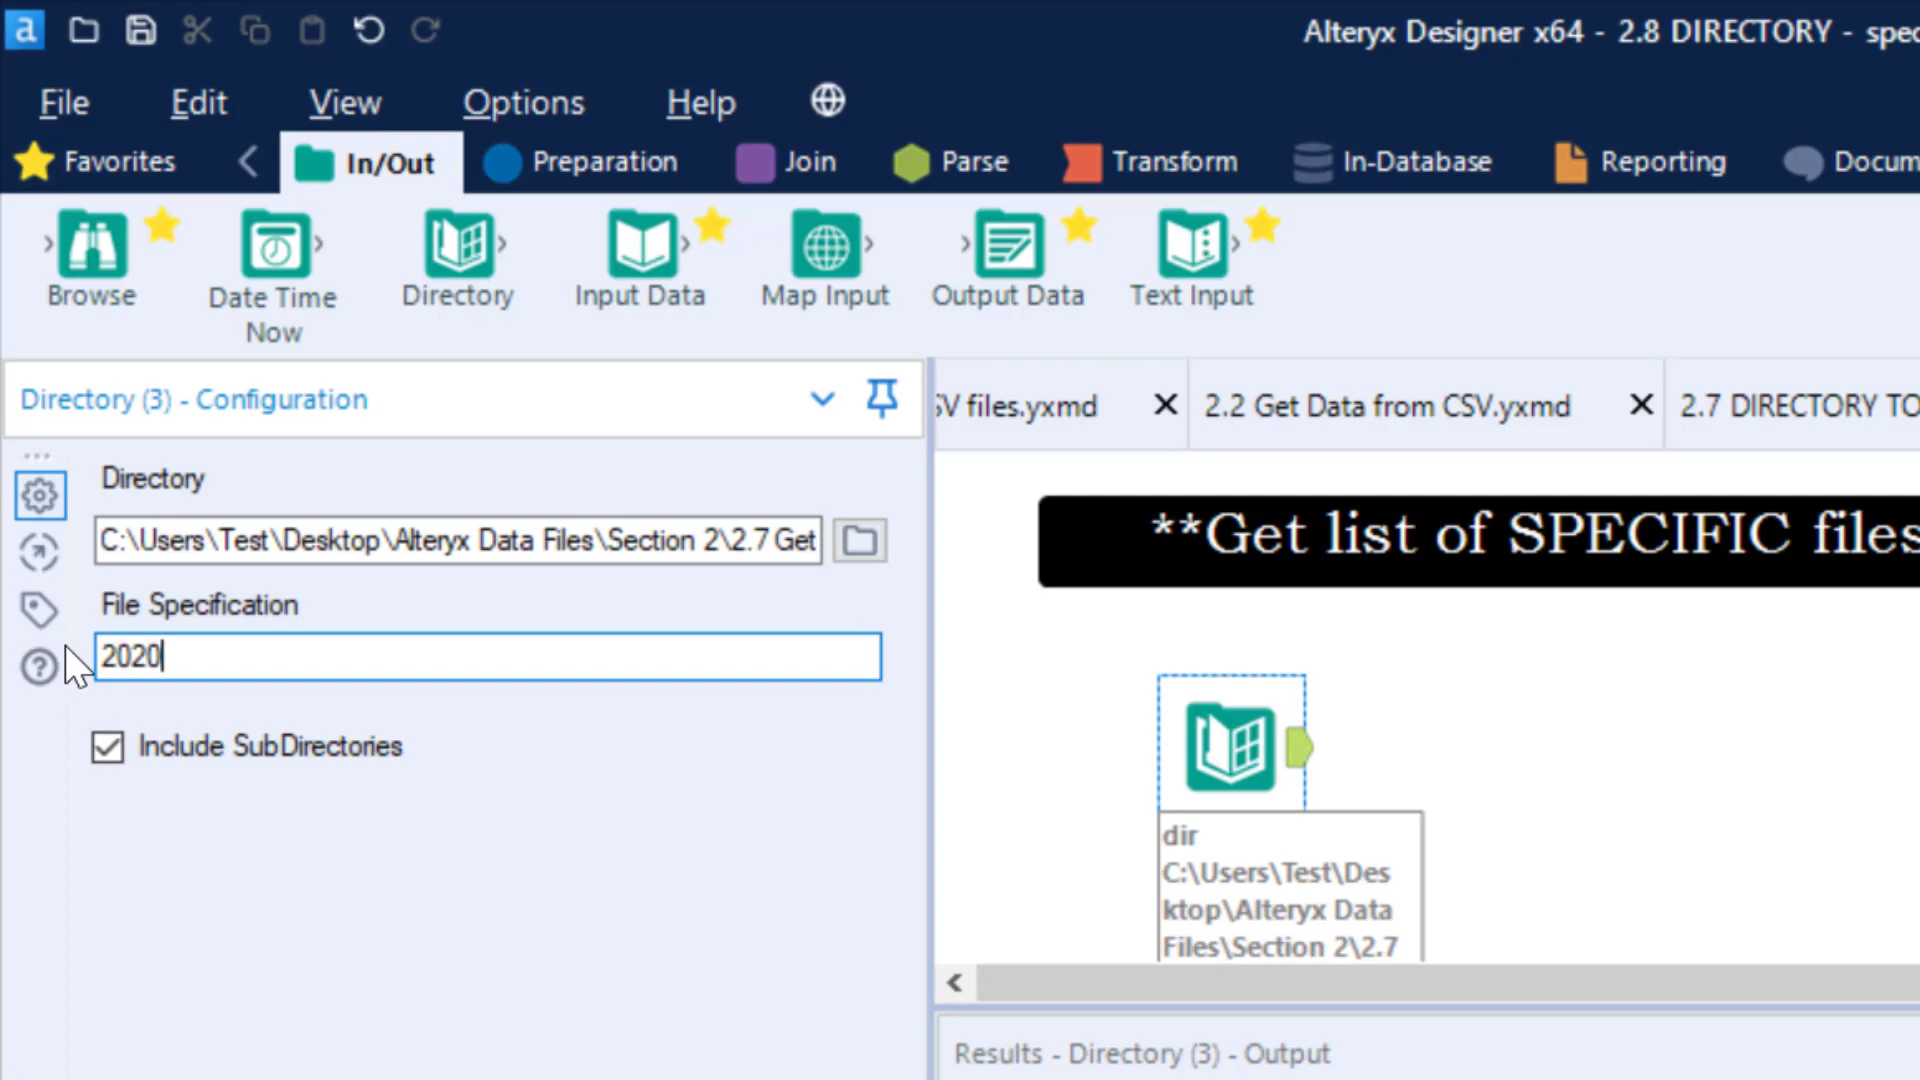 a
Alteryx Designer x64 - 2.8 DIRECTORY - spec
File Edit View Options Help
Favorites In/Out Preparation Join Parse Transform In-Database Reporting Docum
Browse Date Time Now Directory Input Data Map Input Output Data Text Input
Directory (3) - Configuration
SV files.yxmd 2.2 Get Data from CSV.yxmd 2.7 DIRECTORY TO
Directory
C:\Users\Test\Desktop\Alteryx Data Files\Section 2\2.7 Get
File Specification
2020
Include SubDirectories
**Get list of SPECIFIC files
dir
C:\Users\Test\Des
ktop\Alteryx Data
Files\Section 2\2.7
Results - Directory (3) - Output